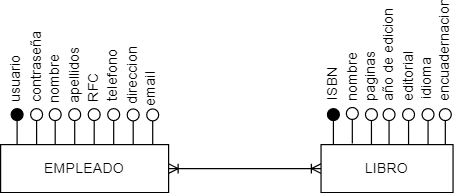 usuario
contraseña
nombre
apellidos
RFC
telefono
direccion
email
ISBN
nombre
paginas
año de edicion
editorial
idioma
encuadernacion
EMPLEADO
LIBRO